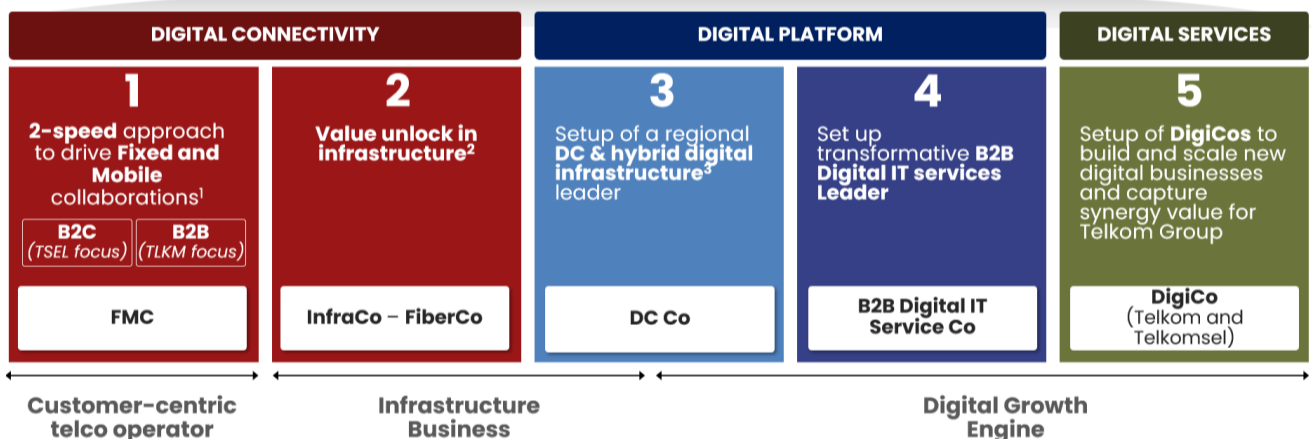 DIGITAL CONNECTIVITY
DIGITAL PLATFORM
DIGITAL SERVICES
1
2-speed approach
to drive Fixed and
Mobile
collaborations¹
B2C
(TSEL focus)
B2B
(TLKM focus)
FMC
2
Value unlock in
infrastructure²
InfraCo – FiberCo
3
Setup of a regional
DC & hybrid digital
infrastructure³
leader
DC Co
4
Set up
transformative B2B
Digital IT services
Leader
B2B Digital IT
Service Co
5
Setup of DigiCos to
build and scale new
digital businesses
and capture
synergy value for
Telkom Group
DigiCo
(Telkom and
Telkomsel)
Customer-centric
telco operator
Infrastructure
Business
Digital Growth
Engine